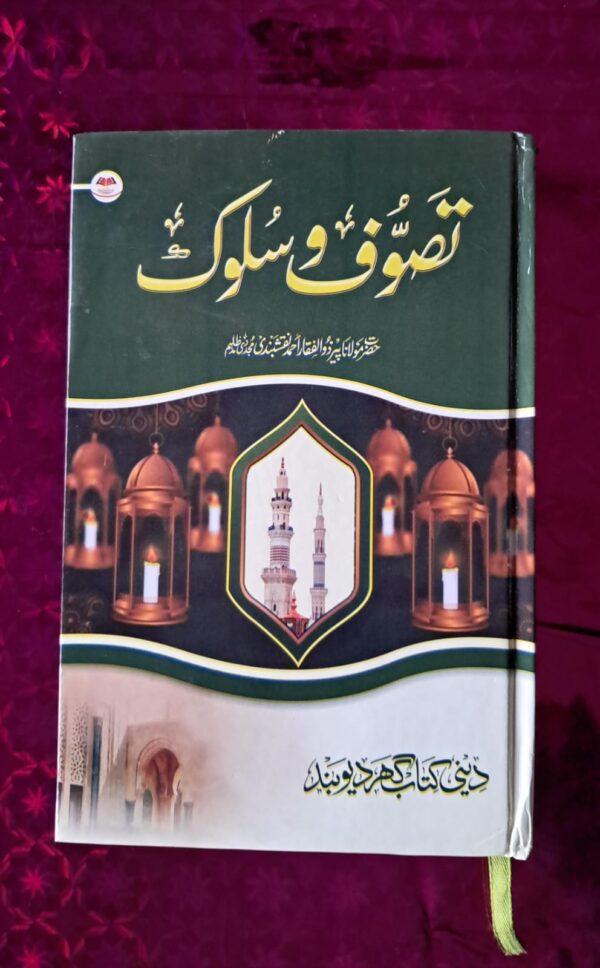 تصوّف و سلوک
حضرت مولانا پیر ذوالفقار احمد نقشبندی مجددی مدظلہم
دینی کتاب گھر دیوبند